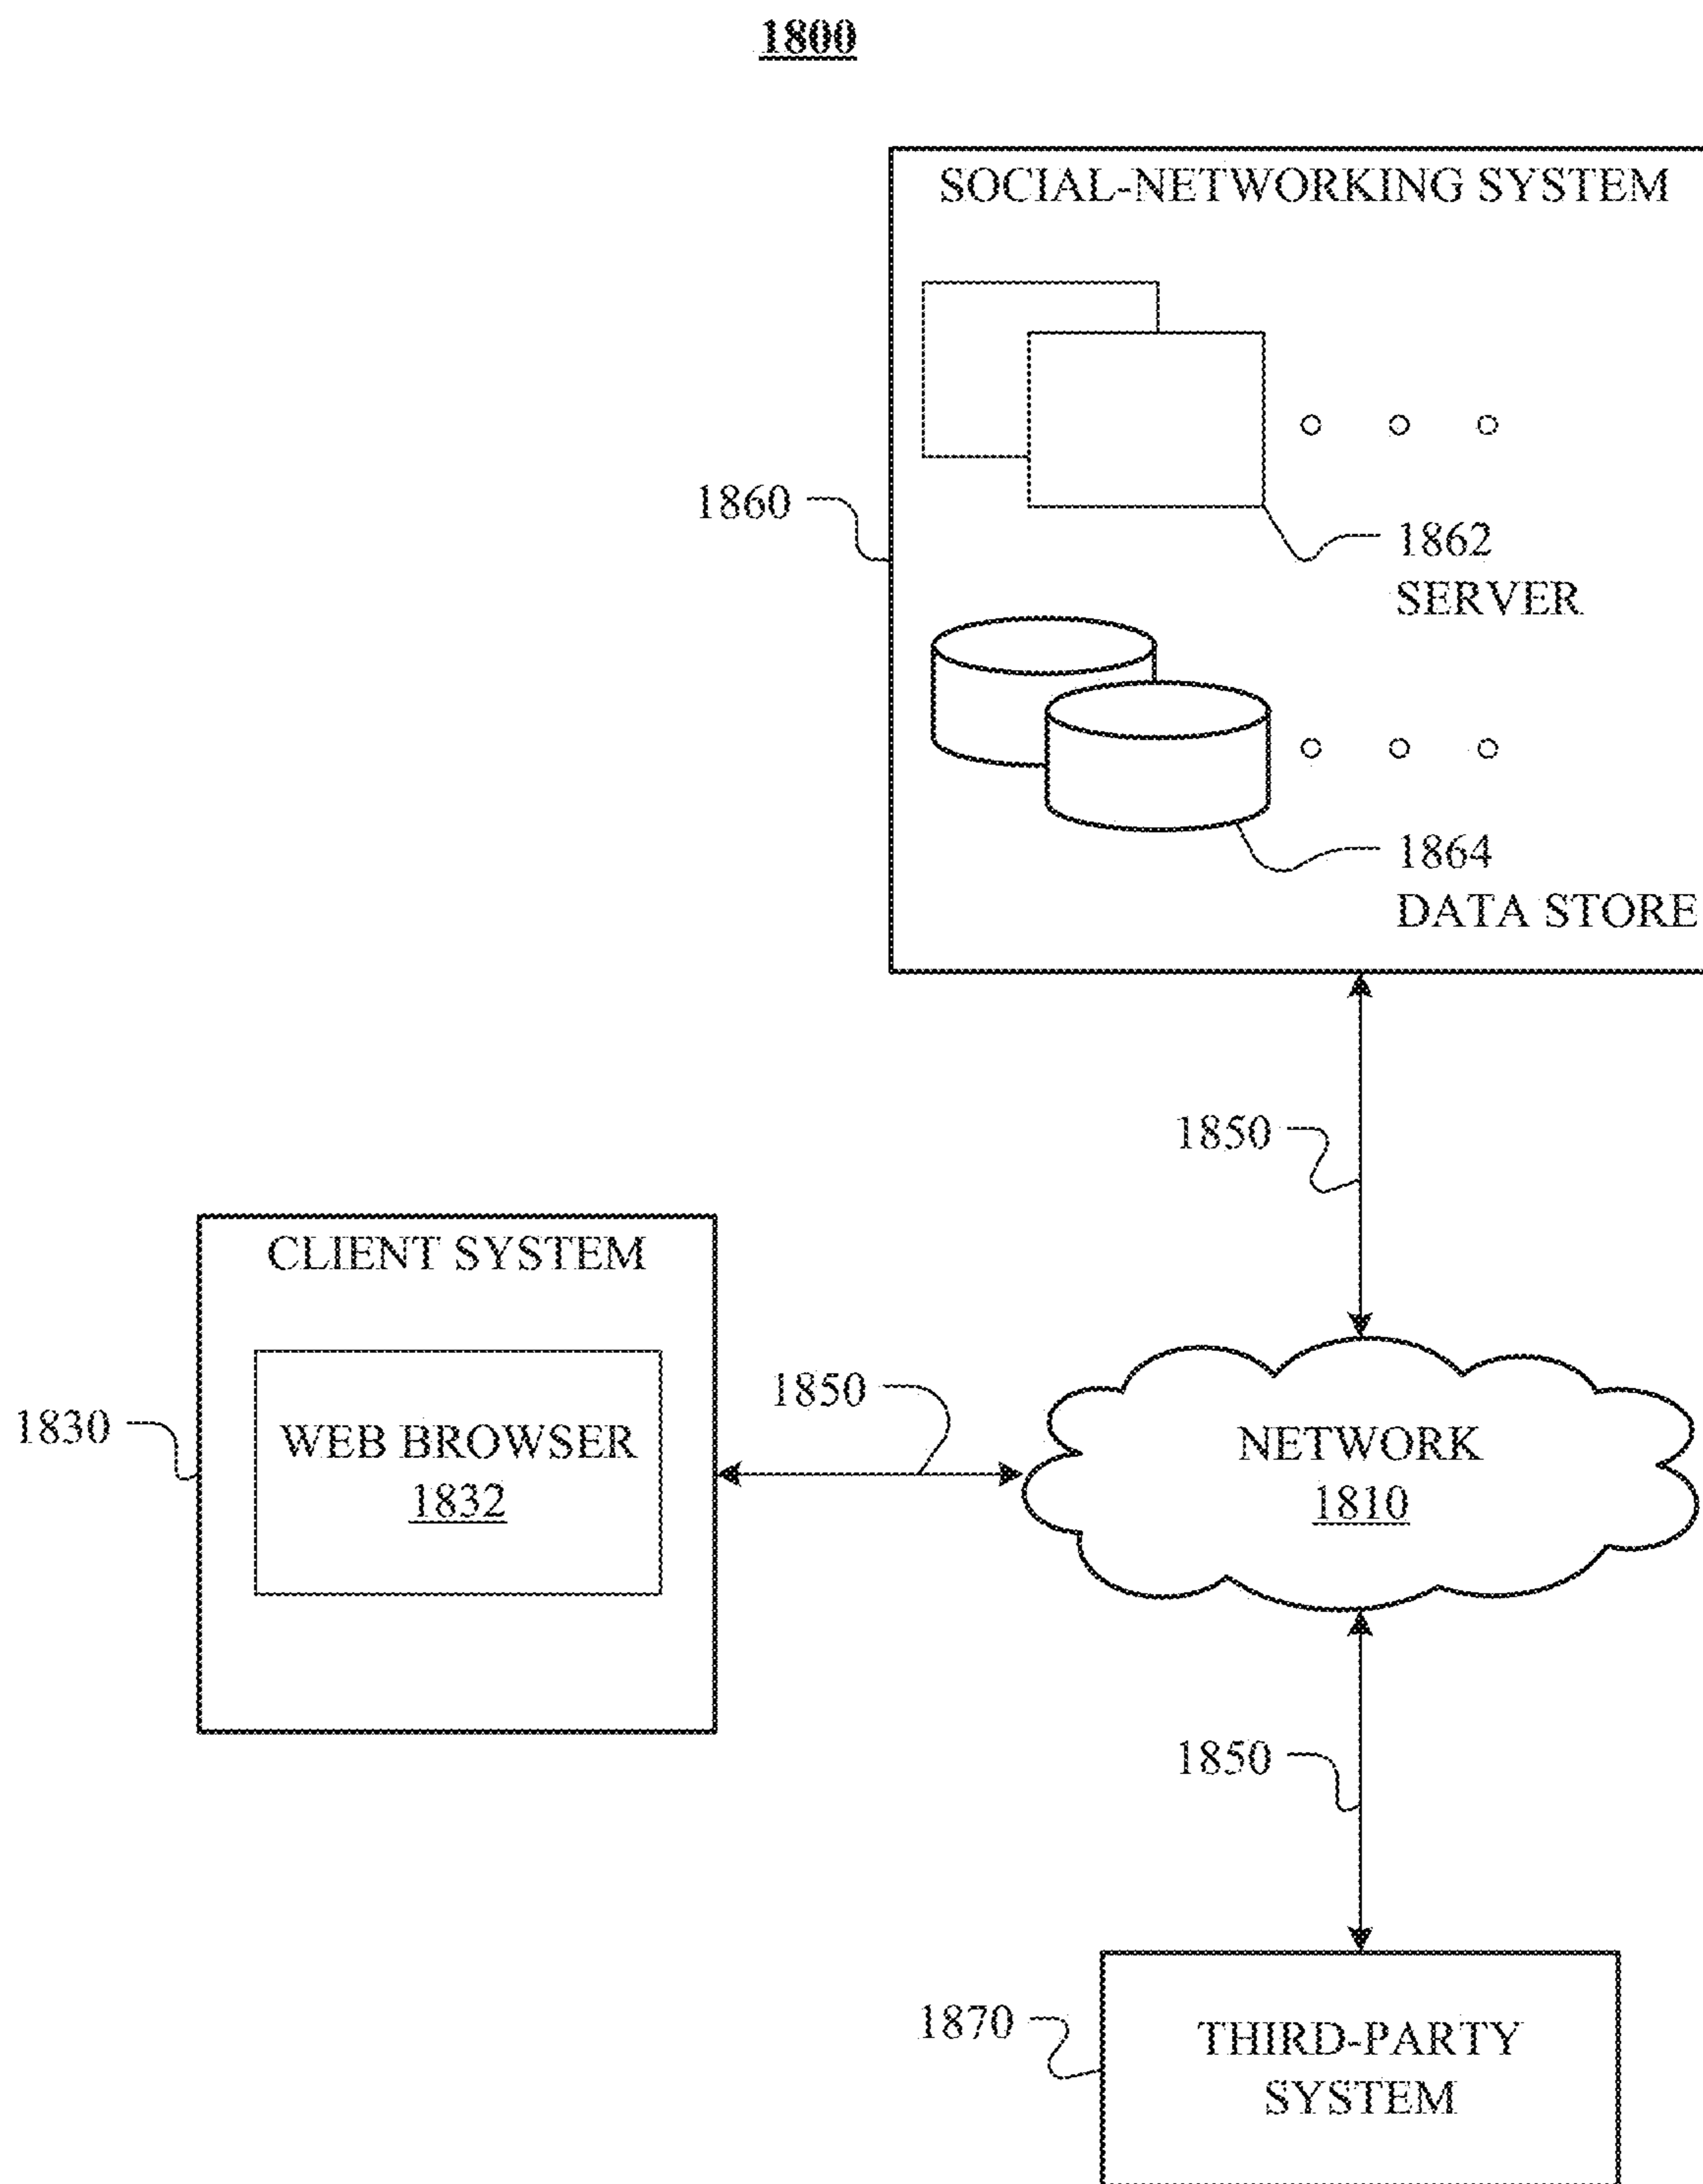 1800
SOCIAL-NETWORKING SYSTEM
1860
1862
SERVER
1864
DATA STORE
1850
CLIENT SYSTEM
1830
WEB BROWSER
1832
1850
NETWORK
1810
1850
1870
THIRD-PARTY
SYSTEM